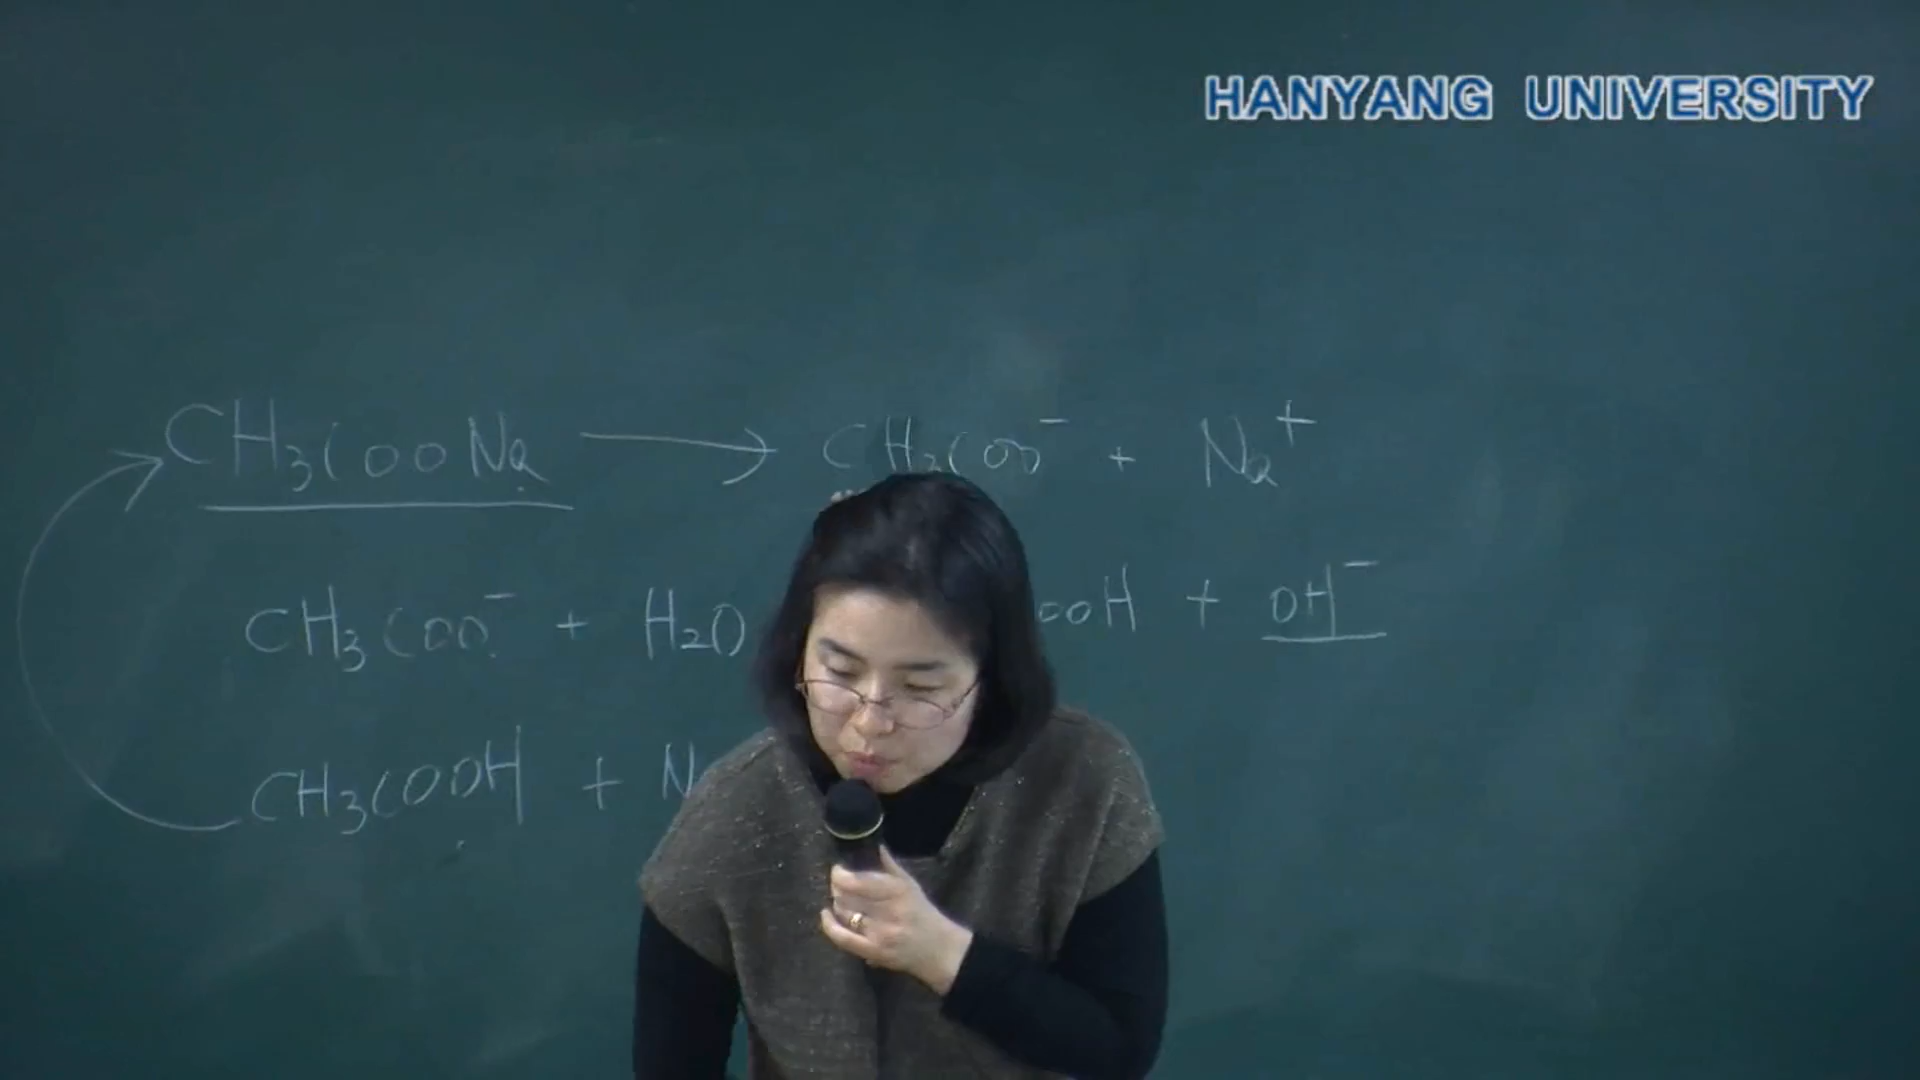 HANYANG UNIVERSITY
CH₃COONa → CH₃COO⁻ + Na⁺
CH₃COO⁻ + H₂O OOH + OH⁻
CH₃COOH + N